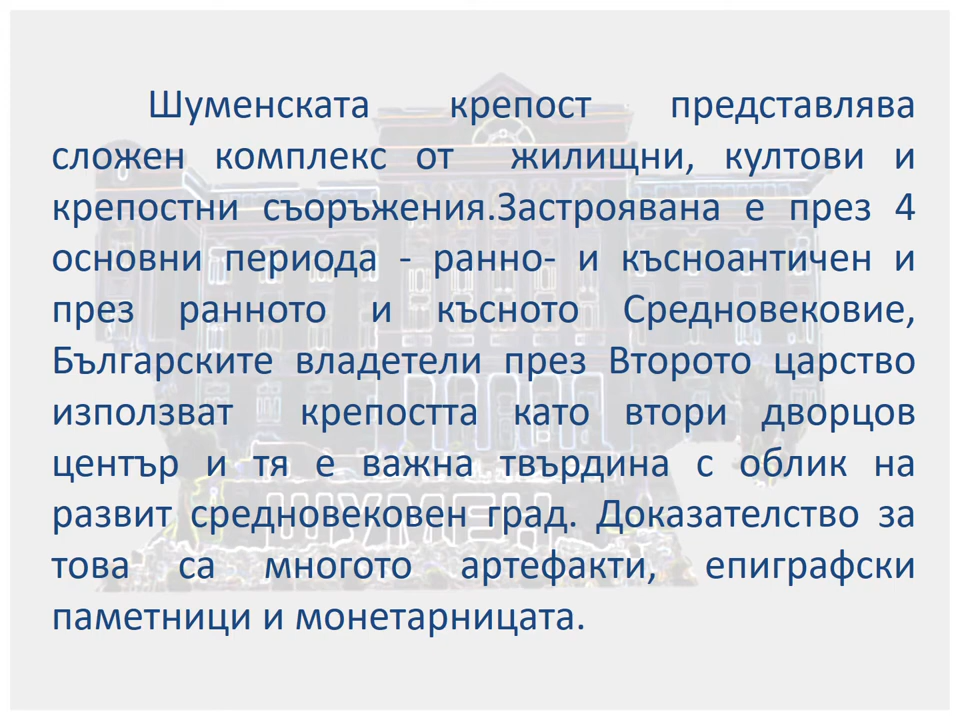 Шуменската крепост представлява
сложен комплекс от жилищни, култови и
крепостни съоръжения.Застроявана е през 4
основни периода - ранно- и късноантичен и
през ранното и късното Средновековие,
Българските владетели през Второто царство
използват крепостта като втори дворцов
център и тя е важна твърдина с облик на
развит средновековен град. Доказателство за
това са многото артефакти, епиграфски
паметници и монетарницата.
ШУМЕН